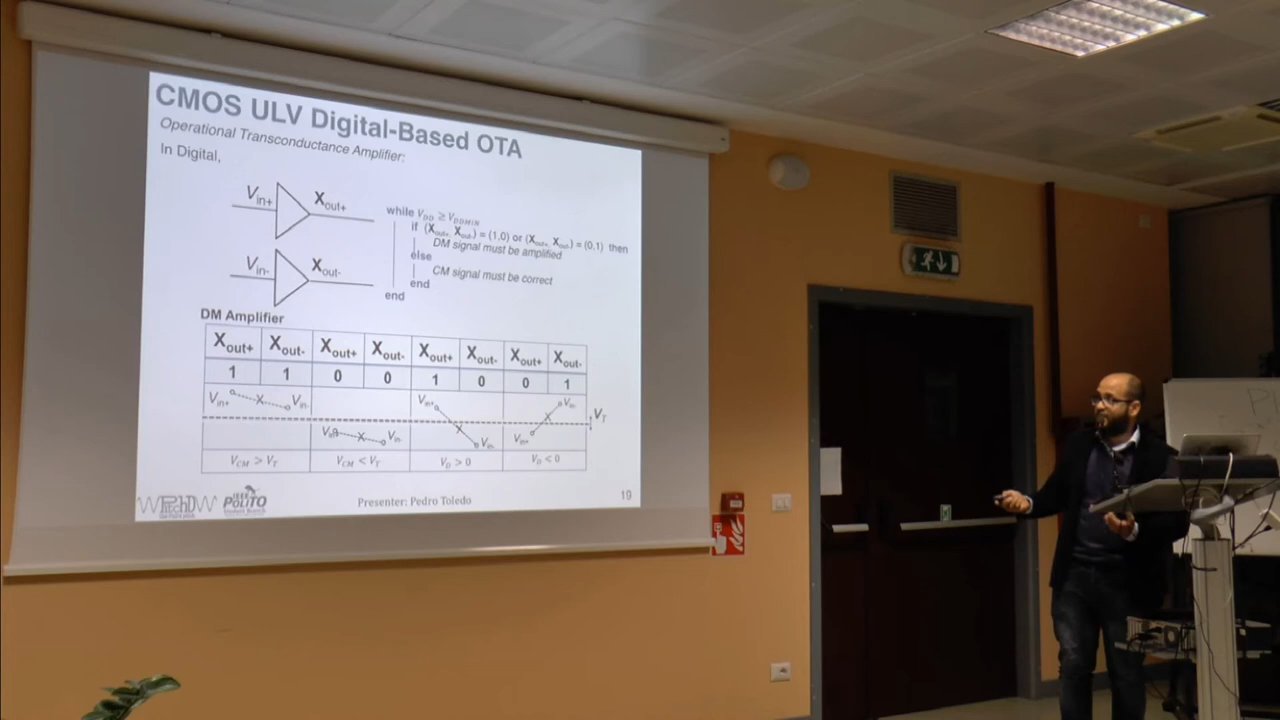 CMOS ULV Digital-Based OTA
Operational Transconductance Amplifier:
In Digital,
Vin+ Xout+
Vin- Xout-
while VDD ≥ VDDMIN
if (Xout+, Xout-) = (1,0) or (Xout+, Xout-) = (0,1) then
DM signal must be amplified
else
CM signal must be correct
end
end
DM Amplifier
Xout+ Xout- Xout+ Xout- Xout+ Xout- Xout+ Xout-
1 1 0 0 1 0 0 1
Vin+ Vin- Vin+ Vin-
VT
Vin+ Vin- Vin- Vin+
VCM > VT VCM < VT VD > 0 VD < 0
PitchD
IEEE
POLITO
Student Branch
Presenter: Pedro Toledo
19